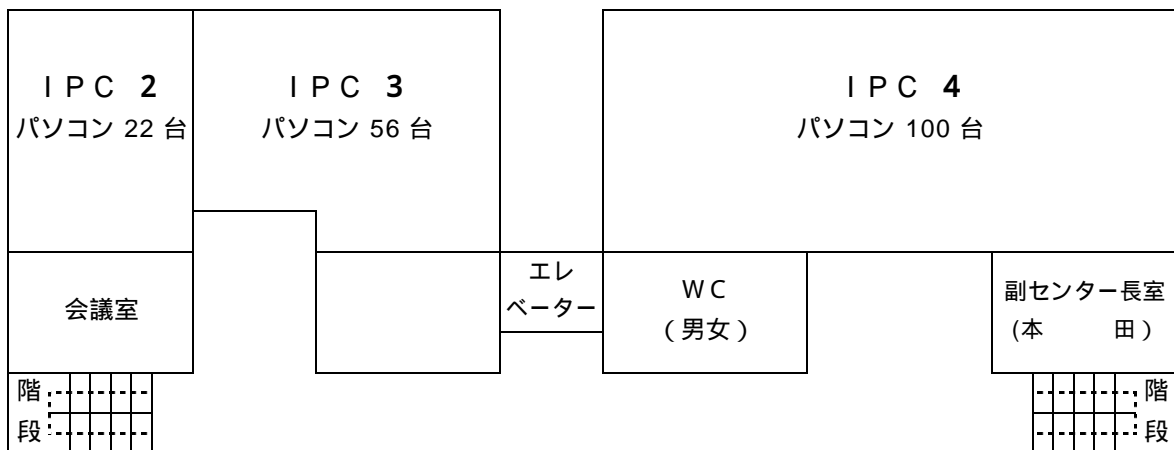 ＩＰＣ 2
パソコン 22 台
ＩＰＣ 3
パソコン 56 台
ＩＰＣ 4
パソコン 100 台
会議室
エレ
ベーター
ＷＣ
（男女）
副センター長室
(本　　田）
階
段
階
段